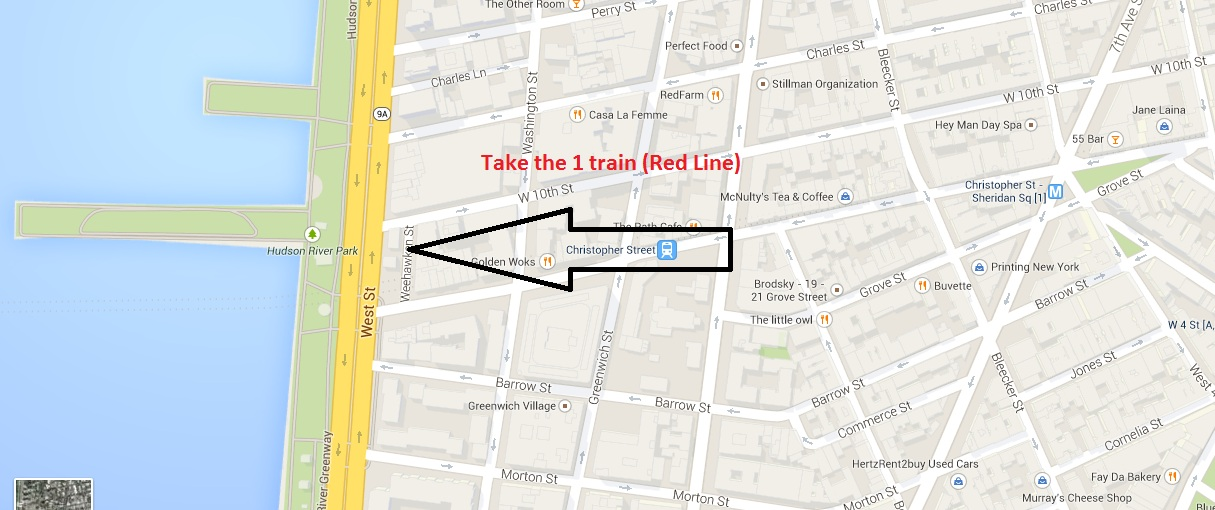 The Other Room
Perry St
Charles St
7th Ave S
Hudson
Perfect Food
Charles St
Bleecker St
W 10th St
Charles Ln
Washington St
RedFarm
Stillman Organization
W 10th St
9A
Casa La Femme
Jane Laina
Hey Man Day Spa
55 Bar
Take the 1 train (Red Line)
W 10th St
McNulty's Tea & Coffee
Christopher St -
Sheridan Sq [1]
M
Grove St
The Path Cafe
Hudson River Park
Weehawken St
Christopher Street
Golden Woks
Printing New York
Brodsky - 19 -
21 Grove Street
Grove St
Buvette
Barrow St
West St
The little owl
W 4 St [A,
Greenwich St
Bleecker St
Jones St
West 4
Barrow St
Barrow St
Barrow St
Greenwich Village
Commerce St
Cornelia St
River Greenway
HertzRent2buy Used Cars
Morton St
Morton St
Morton St
Fay Da Bakery
Murray's Cheese Shop